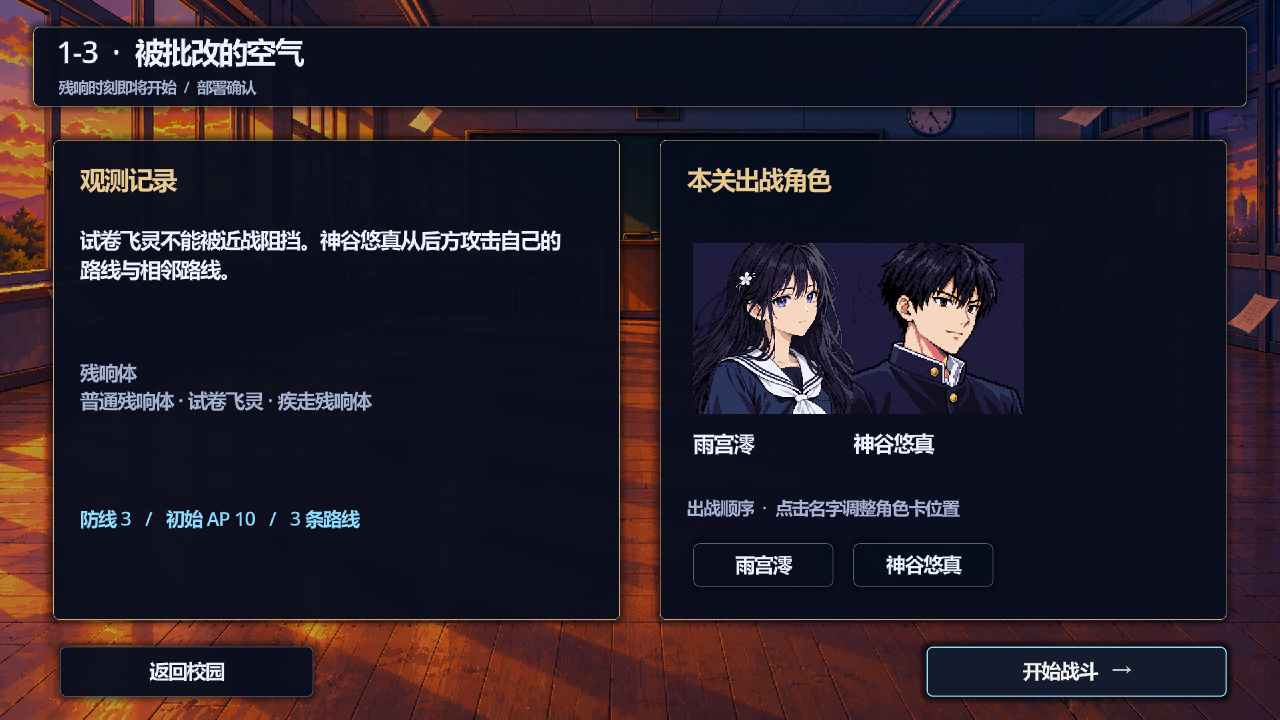 1-3 · 被批改的空气
残响时刻即将开始 / 部署确认
观测记录
试卷飞灵不能被近战阻挡。神谷悠真从后方攻击自己的
路线与相邻路线。
残响体
普通残响体 · 试卷飞灵 · 疾走残响体
防线 3 / 初始 AP 10 / 3 条路线
本关出战角色
雨宫澪 神谷悠真
出战顺序 · 点击名字调整角色卡位置
雨宫澪 神谷悠真
返回校园
开始战斗 →